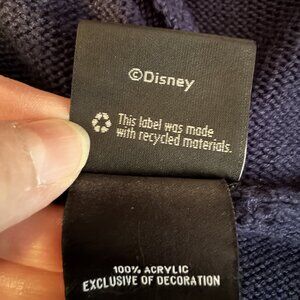 ©Disney
This label was made
with recycled materials.
100% ACRYLIC
EXCLUSIVE OF DECORATION